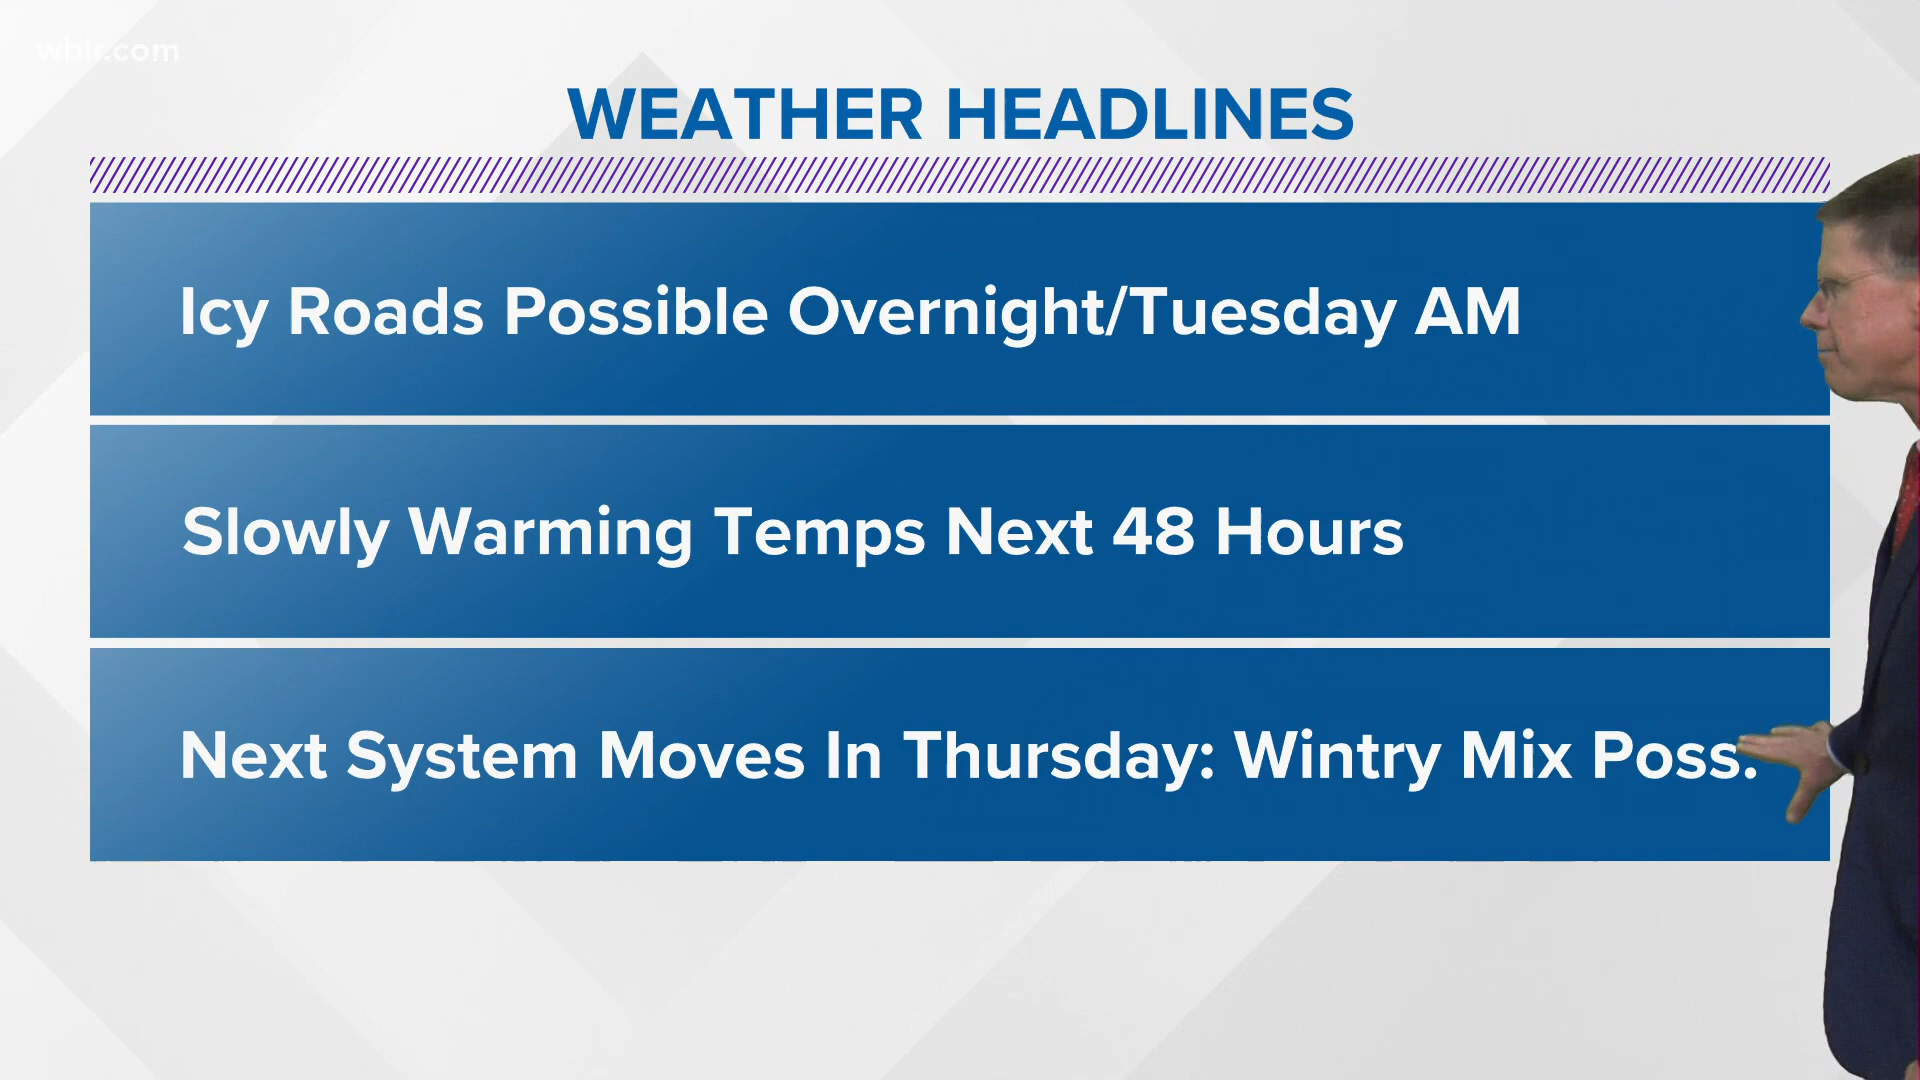 wbir.com
WEATHER HEADLINES
Icy Roads Possible Overnight/Tuesday AM
Slowly Warming Temps Next 48 Hours
Next System Moves In Thursday: Wintry Mix Poss.